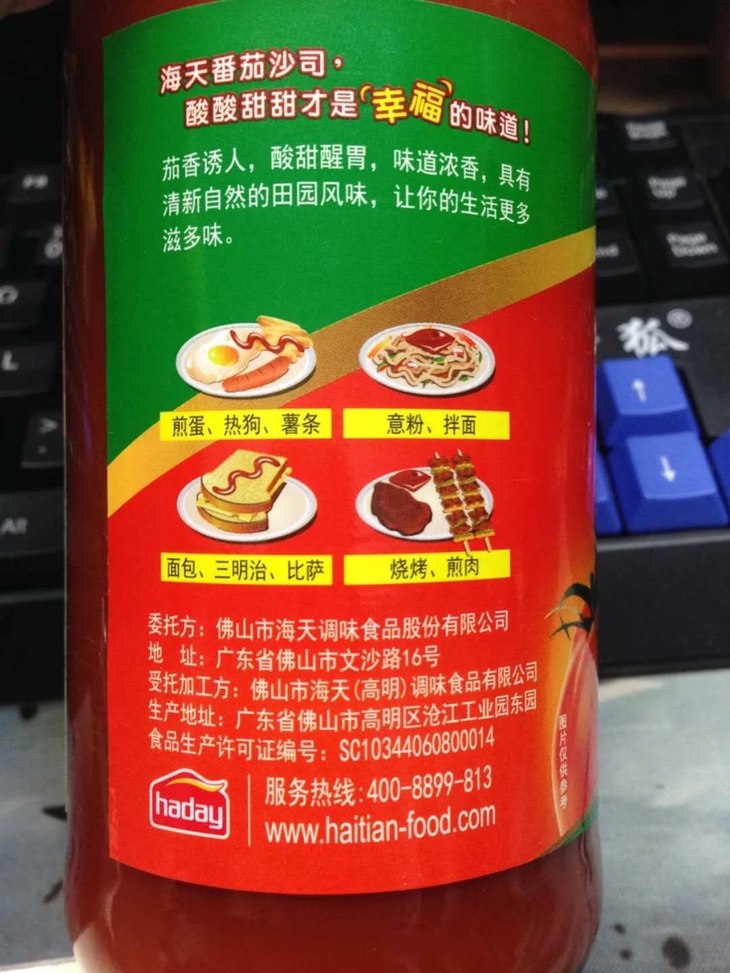 海天番茄沙司，
酸酸甜甜才是“幸福”的味道！
茄香诱人，酸甜醒胃，味道浓香，具有
清新自然的田园风味，让你的生活更多
滋多味。
煎蛋、热狗、薯条
意粉、拌面
面包、三明治、比萨
烧烤、煎肉
委托方：佛山市海天调味食品股份有限公司
地 址：广东省佛山市文沙路16号
受托加工方：佛山市海天(高明)调味食品有限公司
生产地址：广东省佛山市高明区沧江工业园东园
食品生产许可证编号：SC10344060800014
图片仅供参考
haday
服务热线:400-8899-813
www.haitian-food.com
狐®
Page
Down
F9
L
Alt